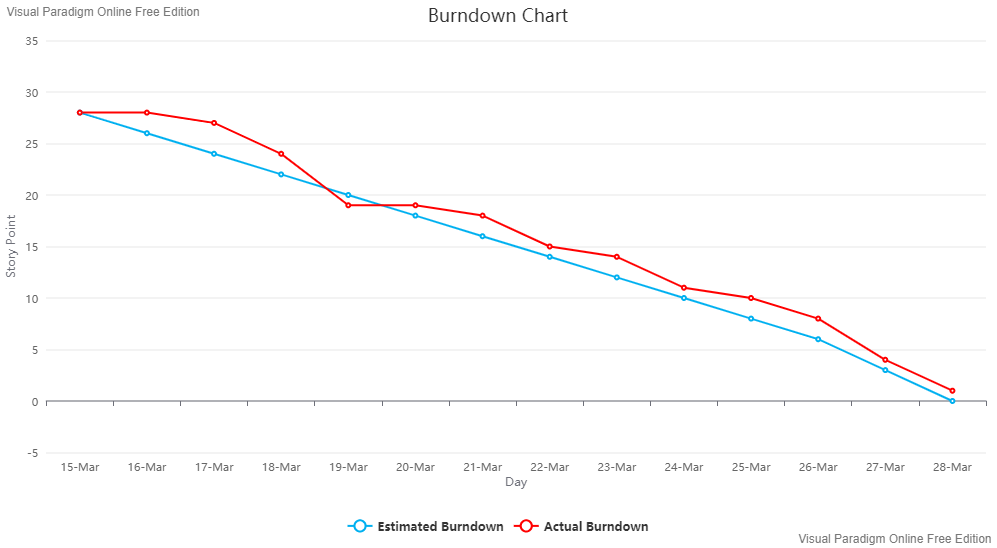 Visual Paradigm Online Free Edition
Burndown Chart
35
30
25
20
15
10
5
0
-5
Story Point
15-Mar 16-Mar 17-Mar 18-Mar 19-Mar 20-Mar 21-Mar 22-Mar 23-Mar 24-Mar 25-Mar 26-Mar 27-Mar 28-Mar
Day
Estimated Burndown Actual Burndown
Visual Paradigm Online Free Edition